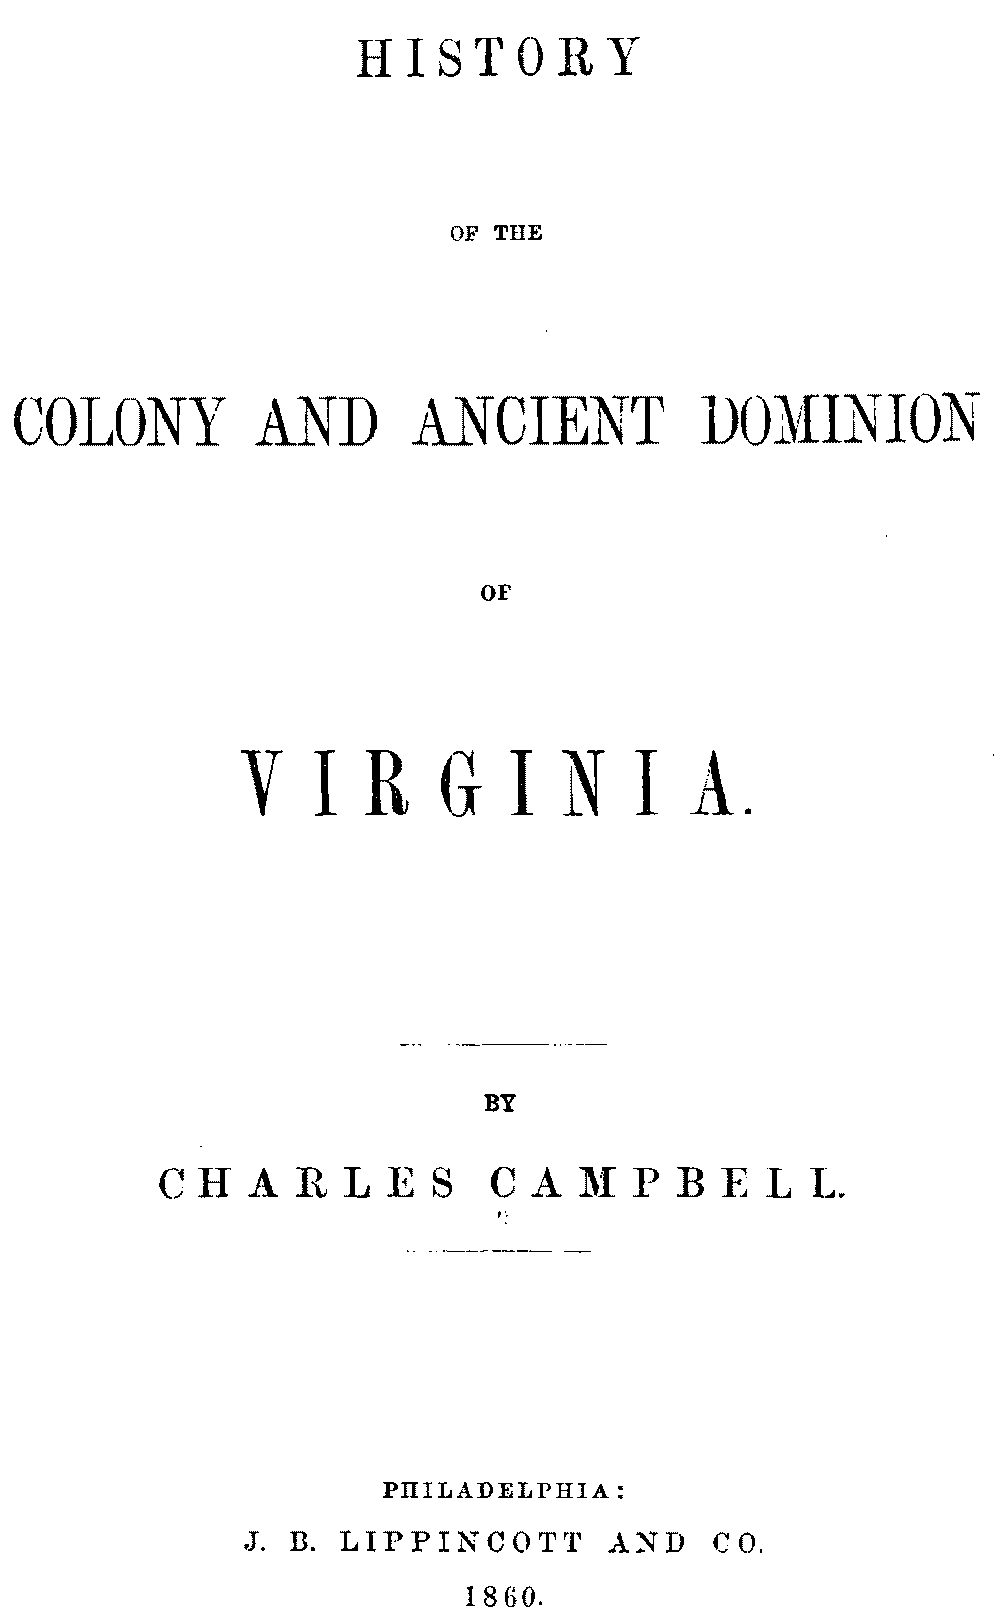 HISTORY
OF THE
COLONY AND ANCIENT DOMINION
OF
VIRGINIA.
BY
CHARLES CAMPBELL.
PHILADELPHIA:
J. B. LIPPINCOTT AND CO.
1860.